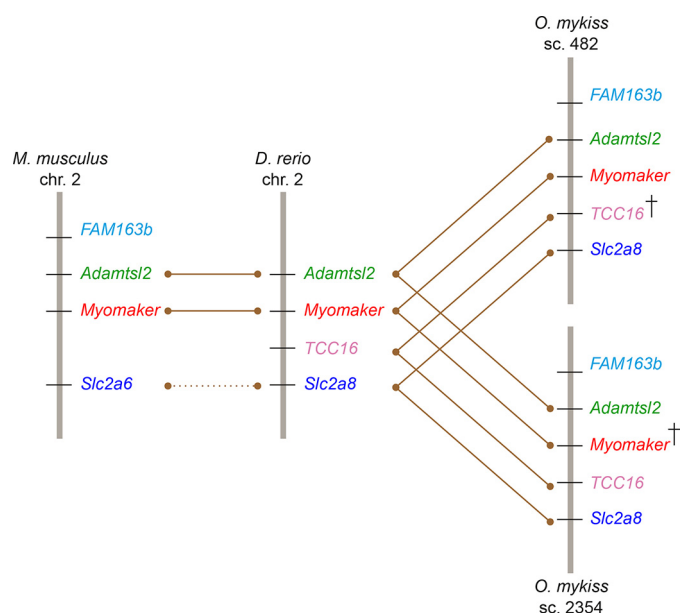 O. mykiss
sc. 482
FAM163b
Adamtsl2
Myomaker
TCC16†
Slc2a8
M. musculus
chr. 2
FAM163b
Adamtsl2
Myomaker
Slc2a6
D. rerio
chr. 2
Adamtsl2
Myomaker
TCC16
Slc2a8
FAM163b
Adamtsl2
Myomaker†
TCC16
Slc2a8
O. mykiss
sc. 2354